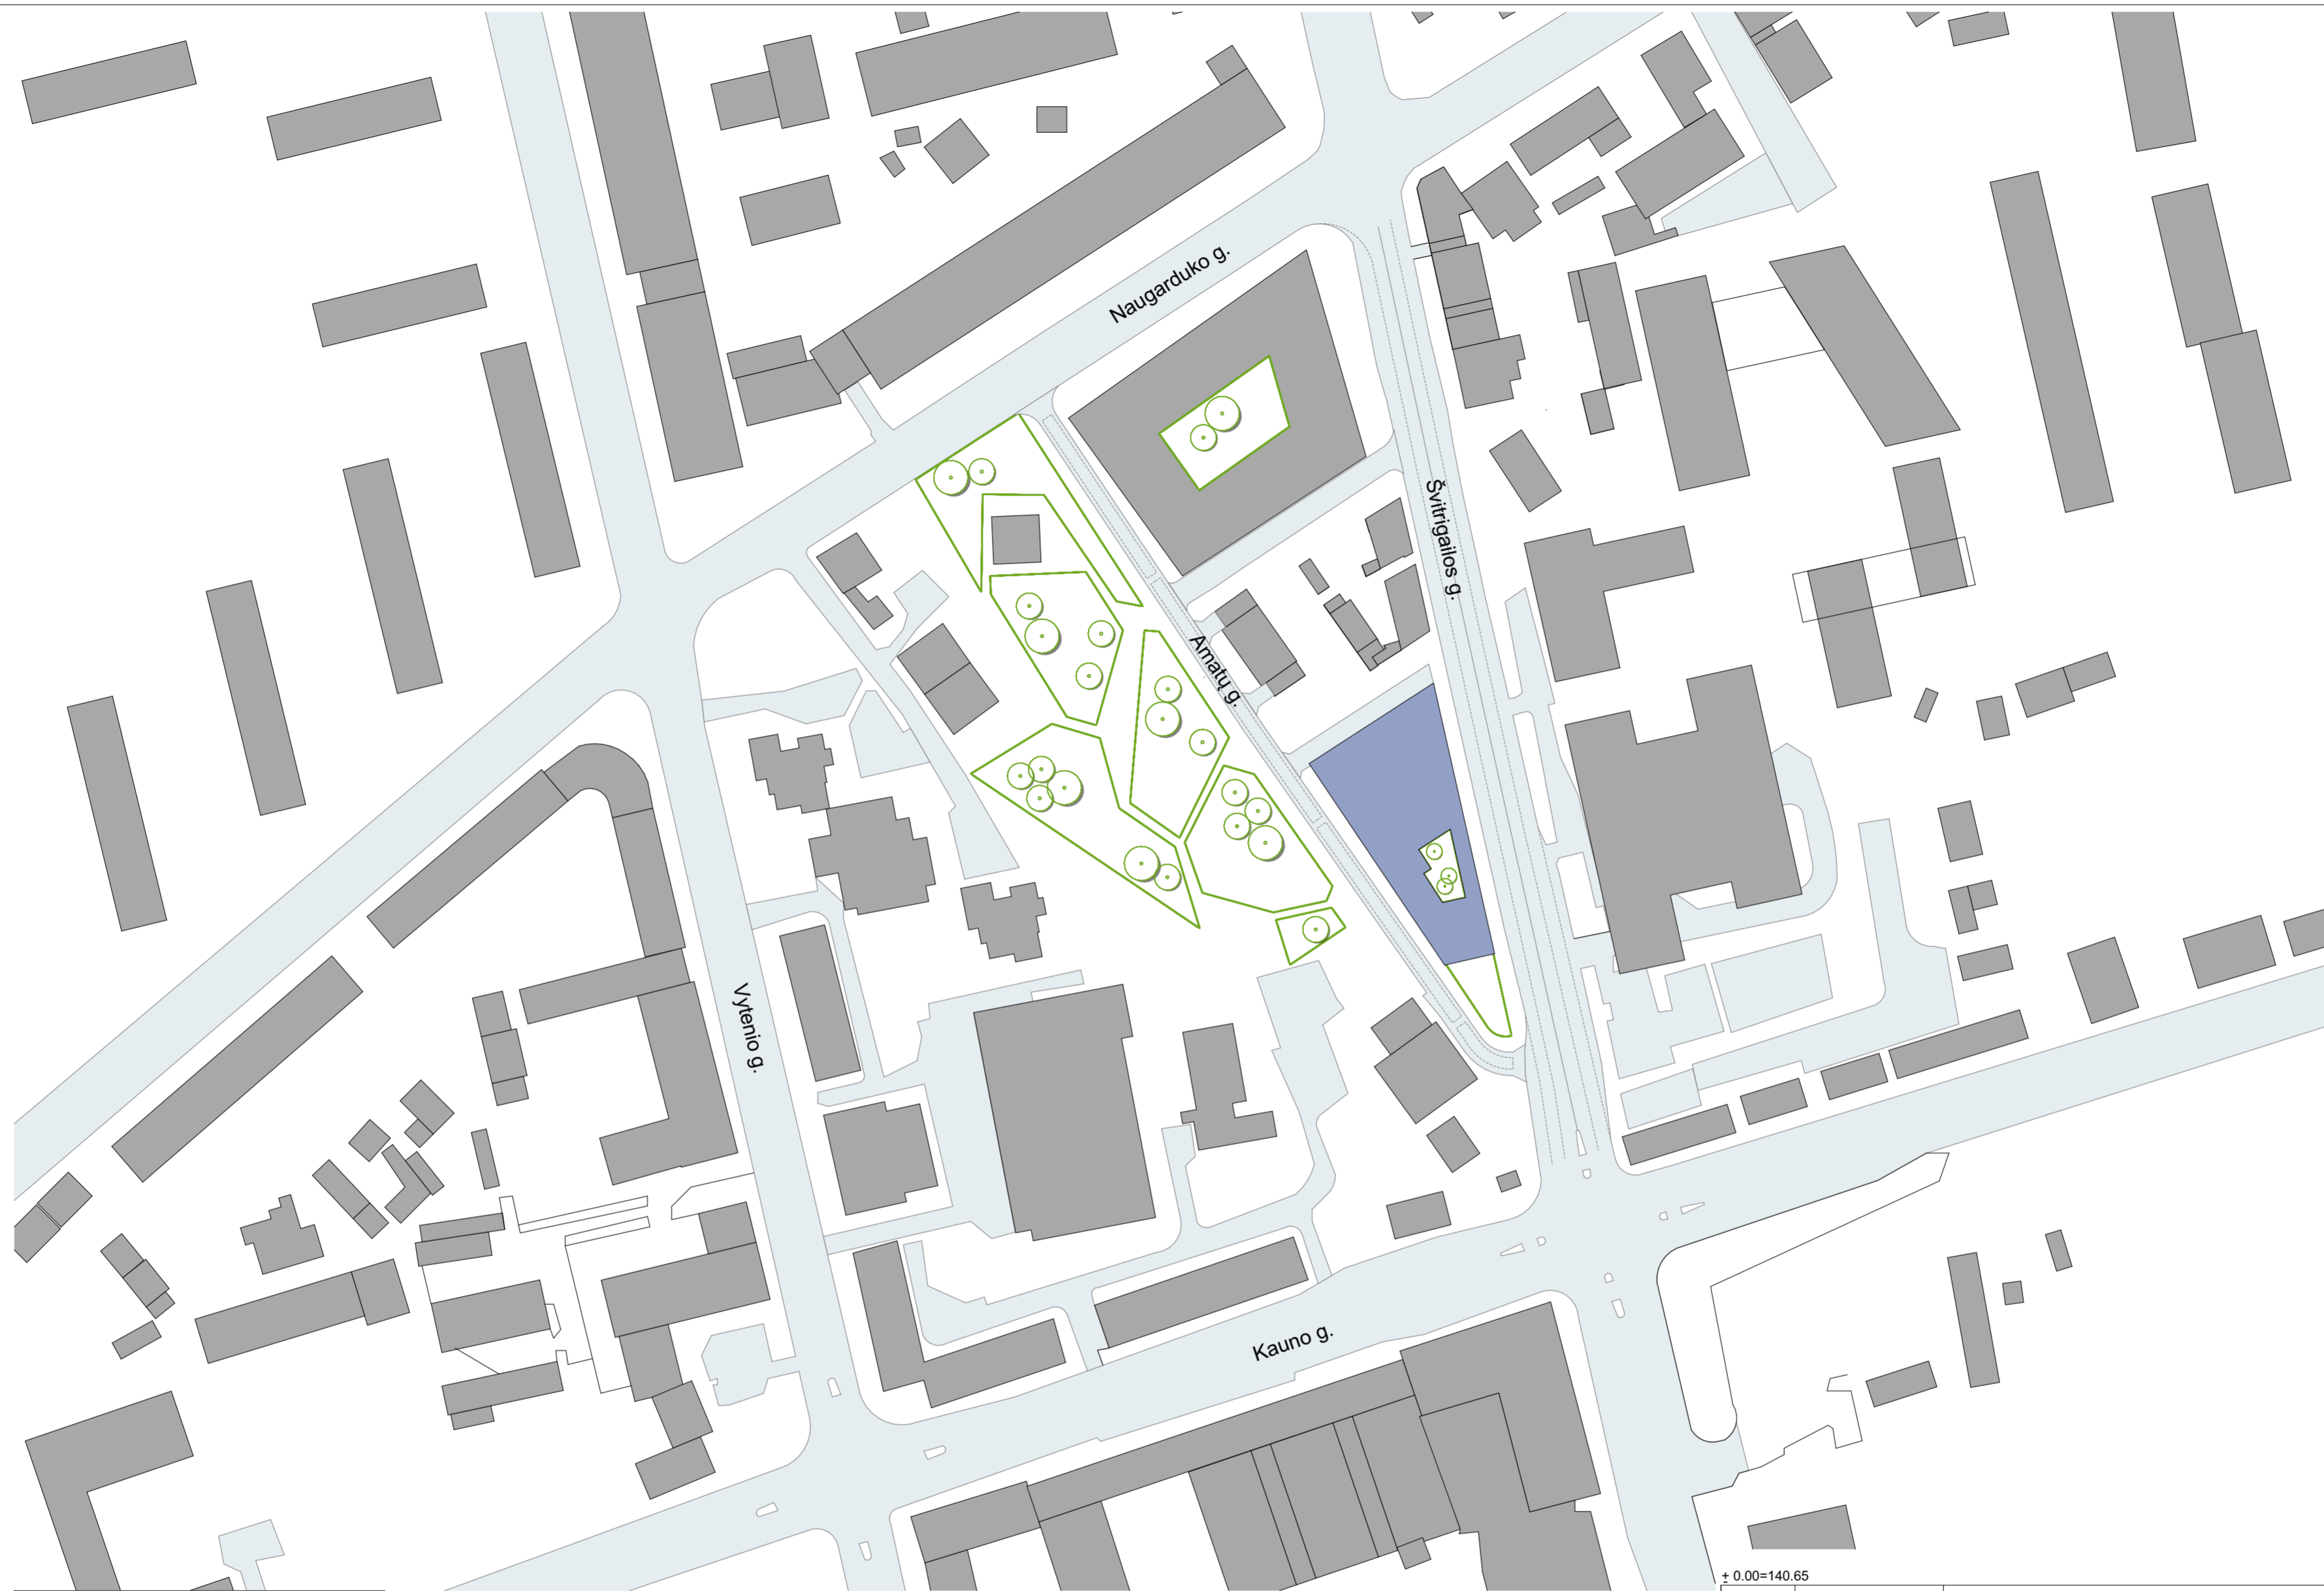 Naugarduko g.
Švitrigailos g.
Amatų g.
Vytenio g.
Kauno g.
± 0.00=140.65